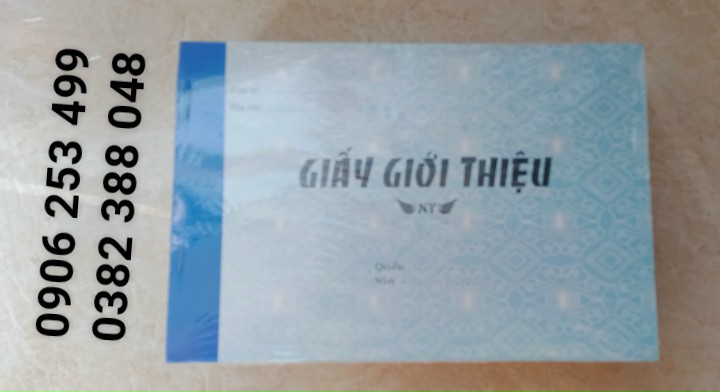 0906 253 499
0382 388 048
GIẤY GIỚI THIỆU
NT
Quyển